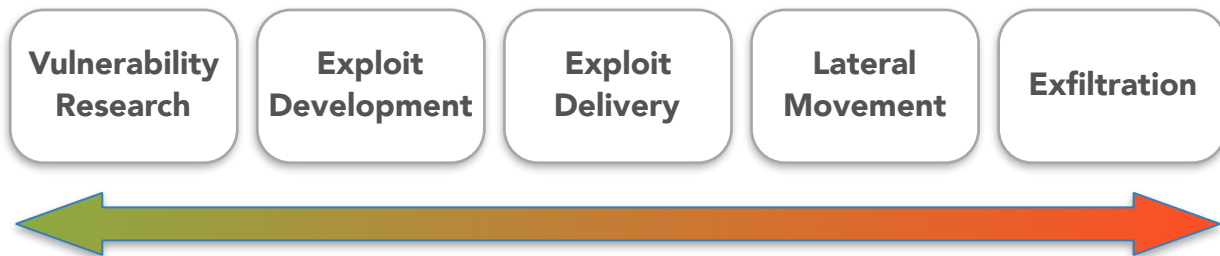 Vulnerability
Research
Exploit
Development
Exploit
Delivery
Lateral
Movement
Exfiltration